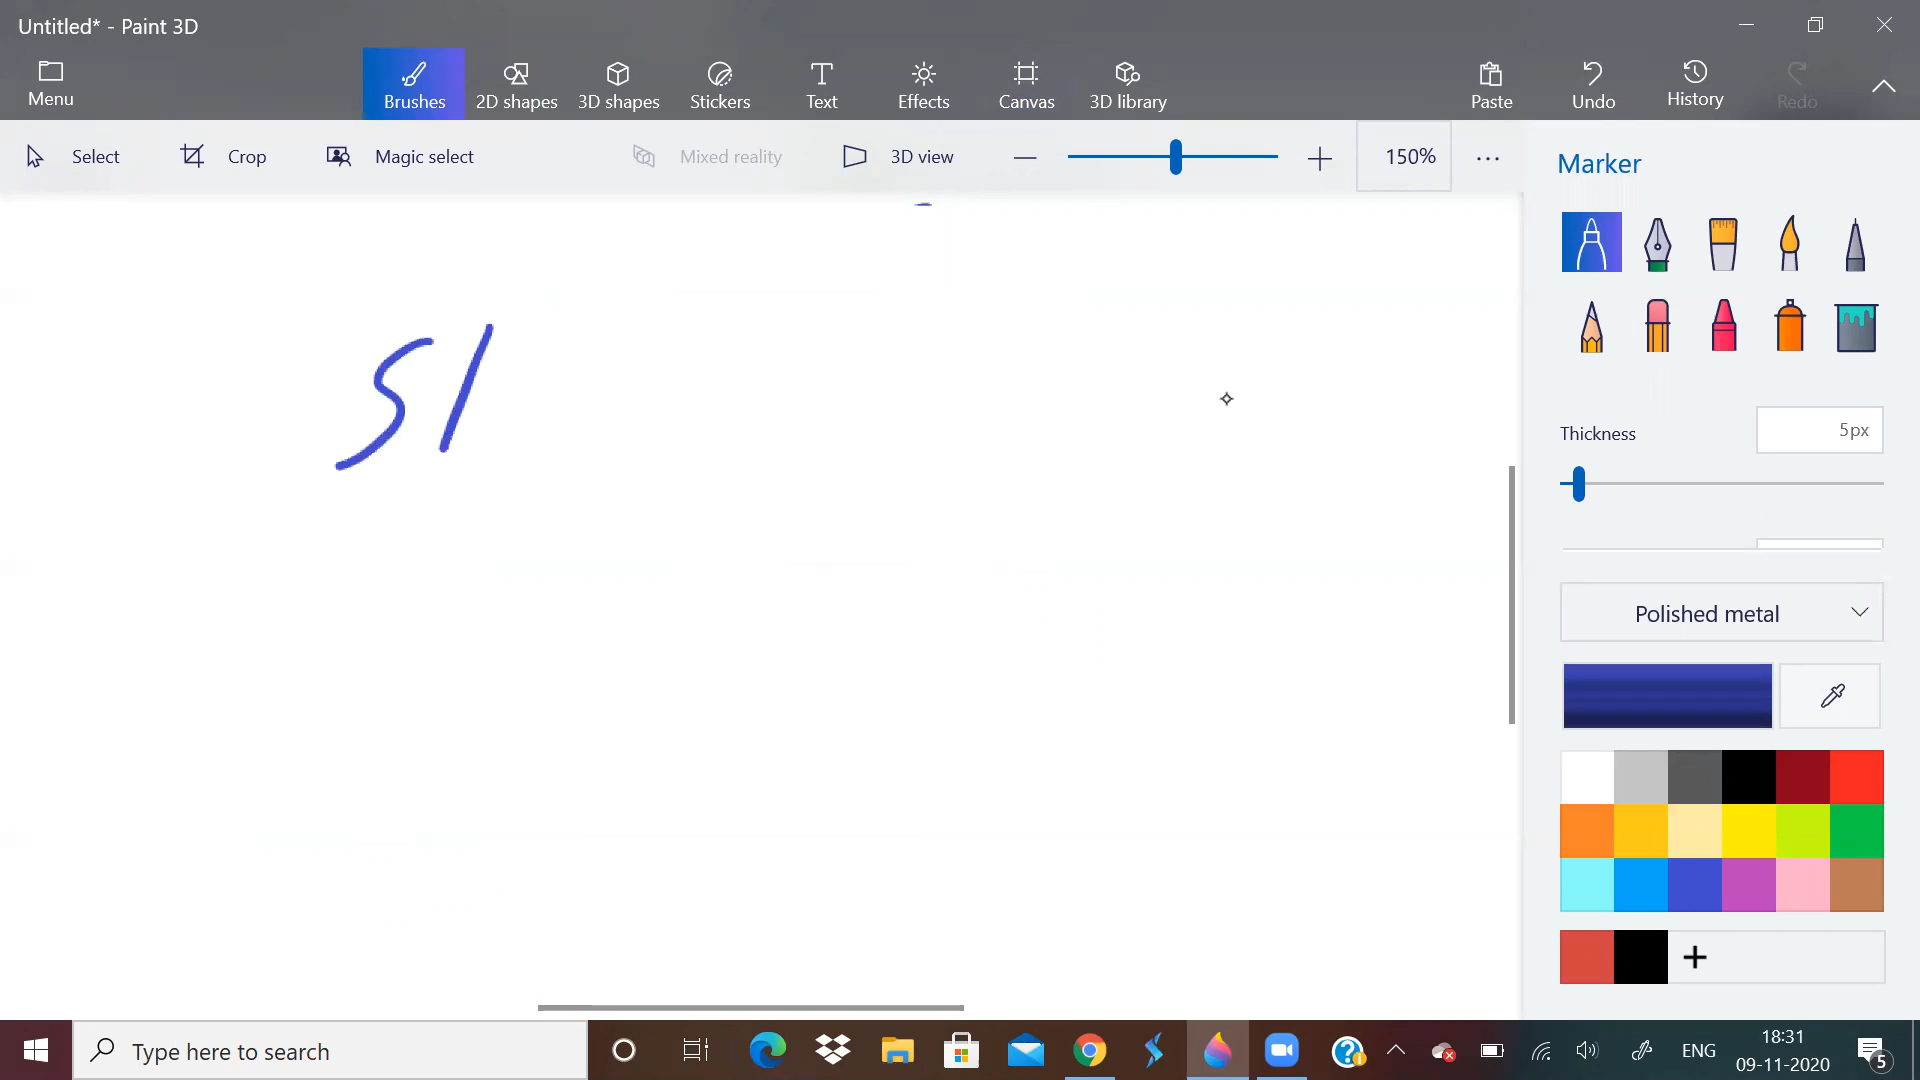 Untitled* - Paint 3D
Menu
Brushes
2D shapes
3D shapes
Stickers
Text
Effects
Canvas
3D library
Paste
Undo
History
Redo
Select
Crop
Magic select
Mixed reality
3D view
150%
Marker
Thickness
5px
Polished metal
Type here to search
ENG
18:31
09-11-2020
5